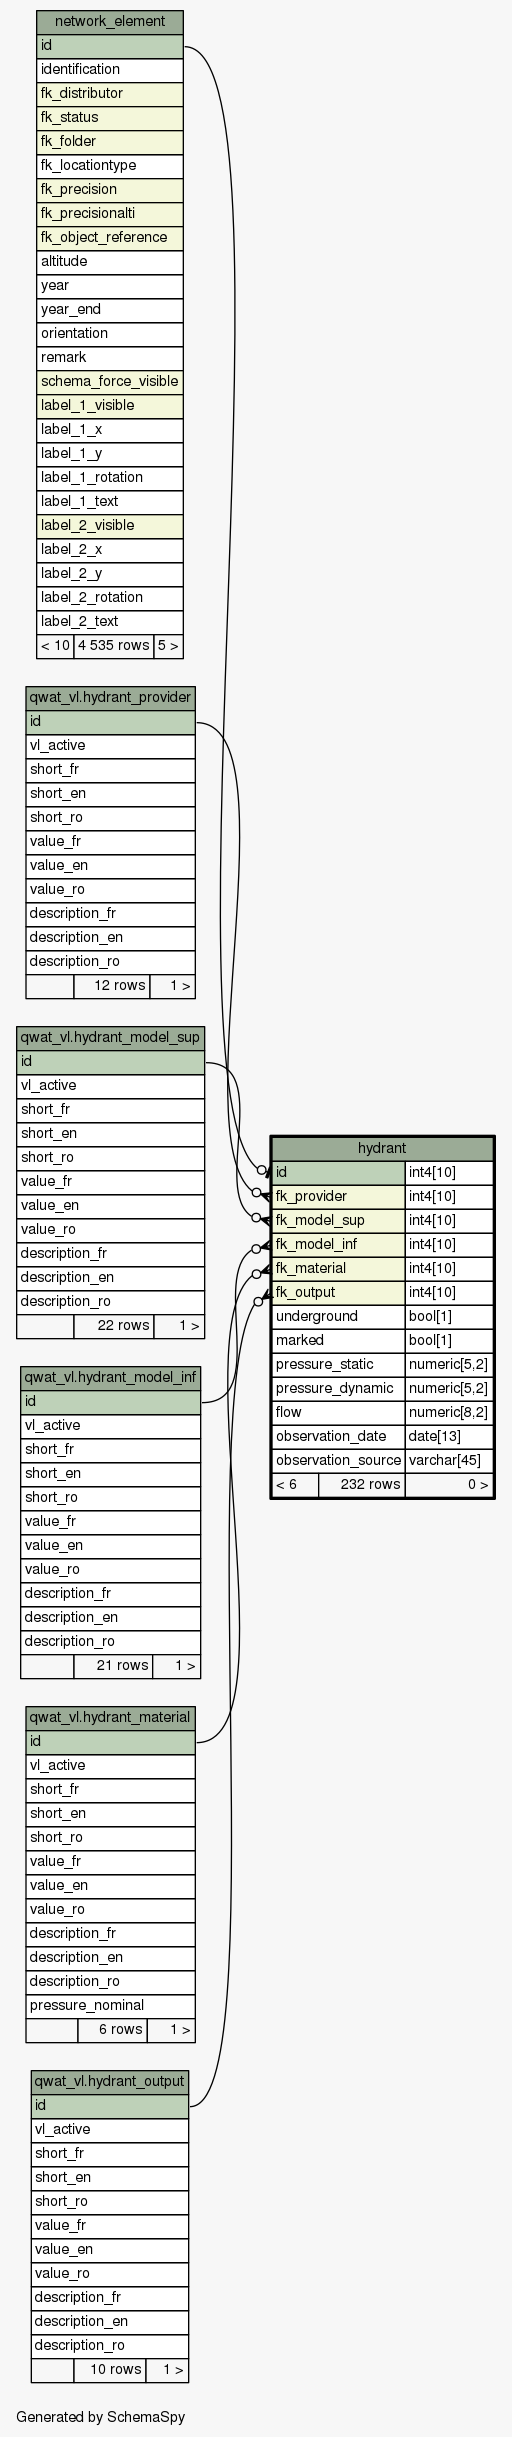 network_element
id
identification
fk_distributor
fk_status
fk_folder
fk_locationtype
fk_precision
fk_precisionalti
fk_object_reference
altitude
year
year_end
orientation
remark
schema_force_visible
label_1_visible
label_1_x
label_1_y
label_1_rotation
label_1_text
label_2_visible
label_2_x
label_2_y
label_2_rotation
label_2_text
< 10 4 535 rows 5 >
qwat_vl.hydrant_provider
id
vl_active
short_fr
short_en
short_ro
value_fr
value_en
value_ro
description_fr
description_en
description_ro
12 rows 1 >
qwat_vl.hydrant_model_sup
id
vl_active
short_fr
short_en
short_ro
value_fr
value_en
value_ro
description_fr
description_en
description_ro
22 rows 1 >
qwat_vl.hydrant_model_inf
id
vl_active
short_fr
short_en
short_ro
value_fr
value_en
value_ro
description_fr
description_en
description_ro
21 rows 1 >
qwat_vl.hydrant_material
id
vl_active
short_fr
short_en
short_ro
value_fr
value_en
value_ro
description_fr
description_en
description_ro
pressure_nominal
6 rows 1 >
qwat_vl.hydrant_output
id
vl_active
short_fr
short_en
short_ro
value_fr
value_en
value_ro
description_fr
description_en
description_ro
10 rows 1 >
hydrant
id int4[10]
fk_provider int4[10]
fk_model_sup int4[10]
fk_model_inf int4[10]
fk_material int4[10]
fk_output int4[10]
underground bool[1]
marked bool[1]
pressure_static numeric[5,2]
pressure_dynamic numeric[5,2]
flow numeric[8,2]
observation_date date[13]
observation_source varchar[45]
< 6 232 rows 0 >
Generated by SchemaSpy